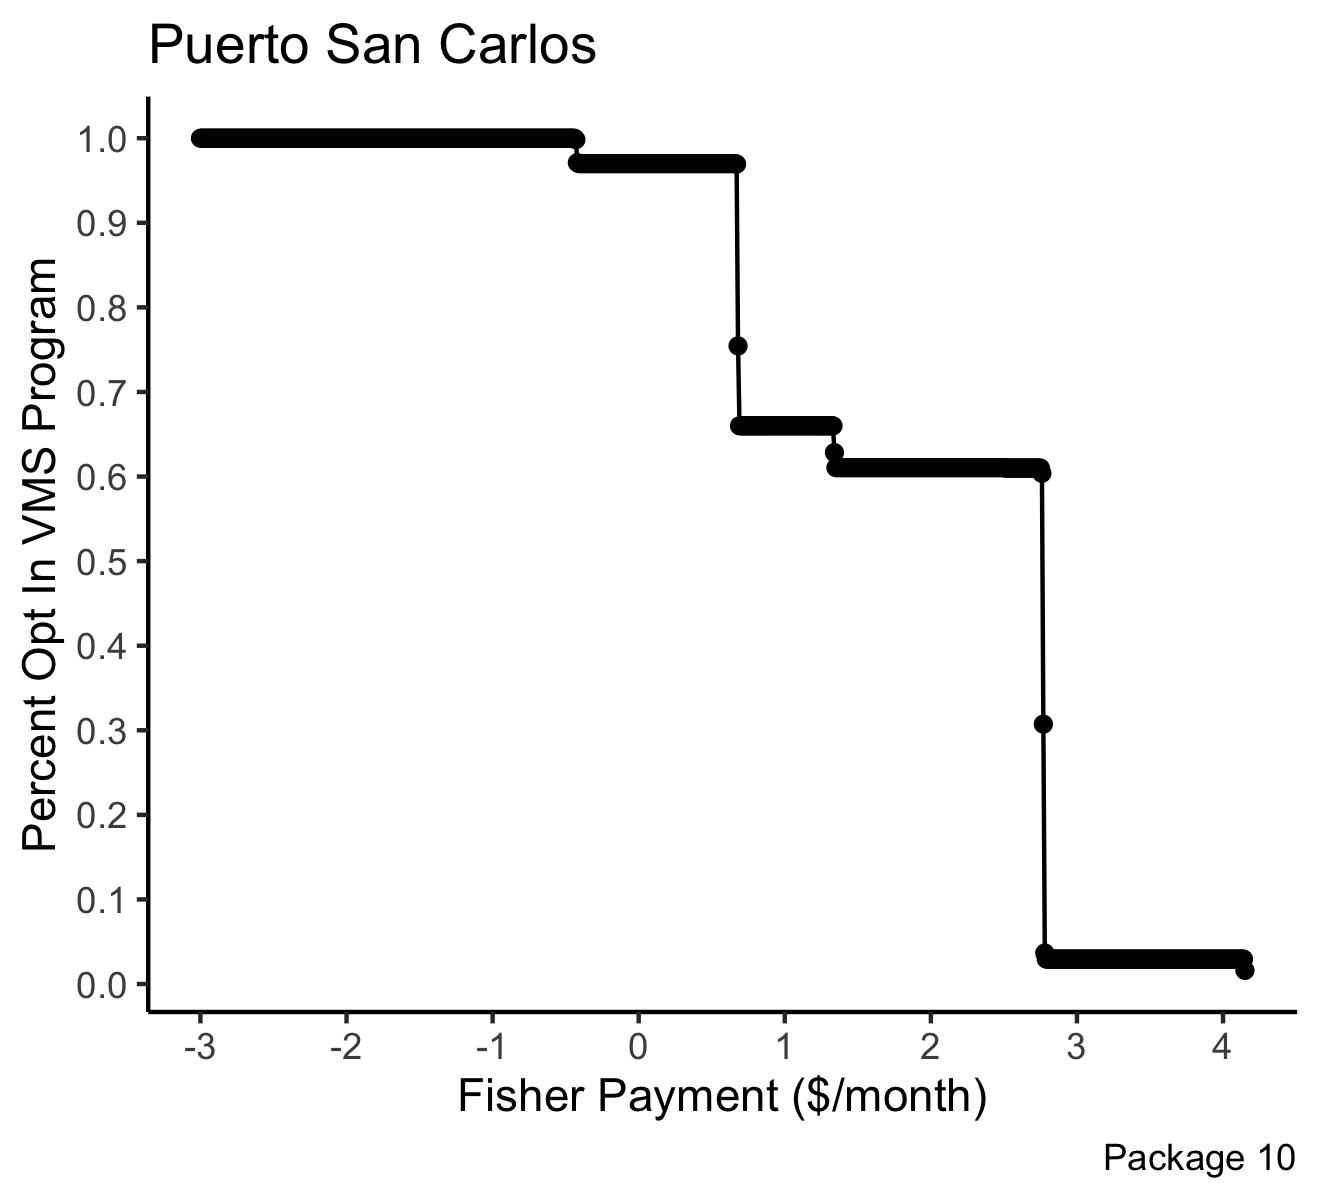 Puerto San Carlos
Percent Opt In VMS Program
1.0
0.9
0.8
0.7
0.6
0.5
0.4
0.3
0.2
0.1
0.0
-3 -2 -1 0 1 2 3 4
Fisher Payment ($/month)
Package 10